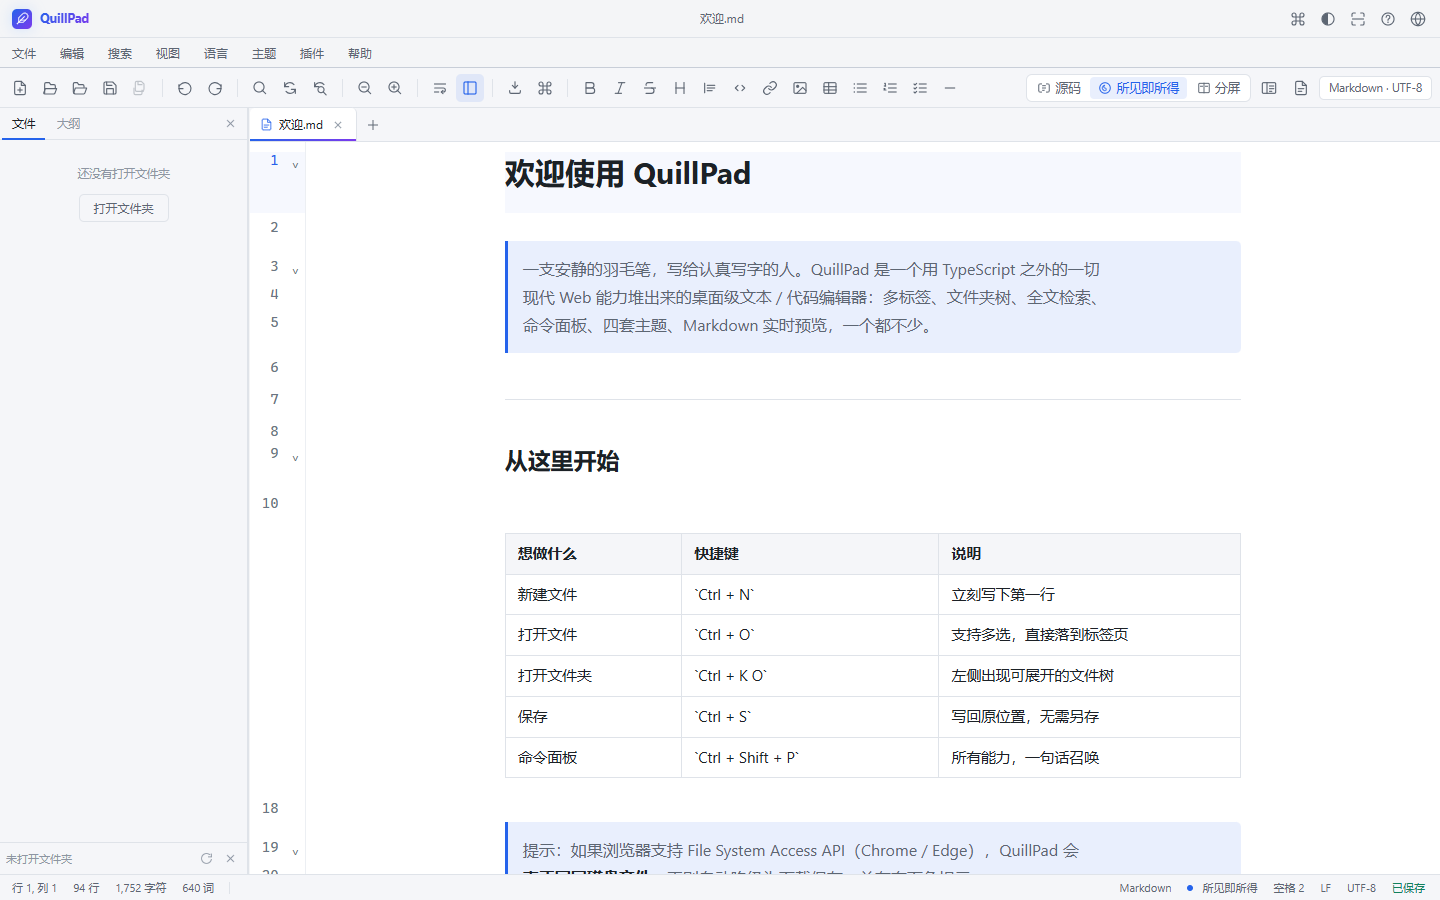 QuillPad
欢迎.md
文件 编辑 搜索 视图 语言 主题 插件 帮助
源码 所见即所得 分屏 Markdown · UTF-8
文件 大纲
欢迎.md
还没有打开文件夹
打开文件夹
1 欢迎使用 QuillPad
2
3
4
5
一支安静的羽毛笔，写给认真写字的人。QuillPad 是一个用 TypeScript 之外的一切
现代 Web 能力堆出来的桌面级文本 / 代码编辑器：多标签、文件夹树、全文检索、
命令面板、四套主题、Markdown 实时预览，一个都不少。
6
7
8
9 从这里开始
10
想做什么 快捷键 说明
新建文件 `Ctrl + N` 立刻写下第一行
打开文件 `Ctrl + O` 支持多选，直接落到标签页
打开文件夹 `Ctrl + K O` 左侧出现可展开的文件树
保存 `Ctrl + S` 写回原位置，无需另存
命令面板 `Ctrl + Shift + P` 所有能力，一句话召唤
18
19 提示：如果浏览器支持 File System Access API（Chrome / Edge），QuillPad 会
未打开文件夹
行 1, 列 1 94 行 1,752 字符 640 词 Markdown 所见即所得 空格 2 LF UTF-8 已保存